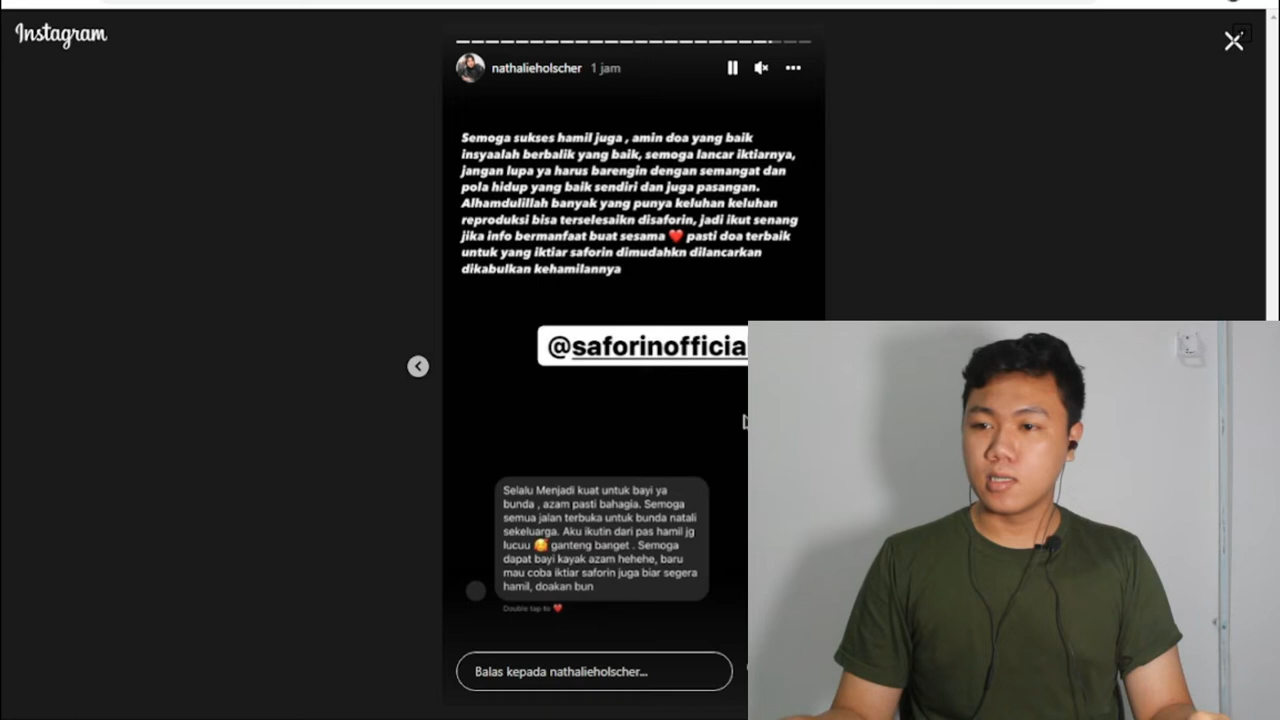 Instagram
nathalieholscher 1 jam
Semoga sukses hamil juga , amin doa yang baik
insyaalah berbalik yang baik, semoga lancar iktiarnya,
jangan lupa ya harus barengin dengan semangat dan
pola hidup yang baik sendiri dan juga pasangan.
Alhamdulillah banyak yang punya keluhan keluhan
reproduksi bisa terselesaikn disaforin, jadi ikut senang
jika info bermanfaat buat sesama ❤️ pasti doa terbaik
untuk yang iktiar saforin dimudahkn dilancarkan
dikabulkan kehamilannya
@saforinofficia
Selalu Menjadi kuat untuk bayi ya
bunda , azam pasti bahagia. Semoga
semua jalan terbuka untuk bunda natali
sekeluarga. Aku ikutin dari pas hamil jg
lucuu 🥰 ganteng banget . Semoga
dapat bayi kayak azam hehehe, baru
mau coba iktiar saforin juga biar segera
hamil, doakan bun
Double tap to ❤️
Balas kepada nathalieholscher...